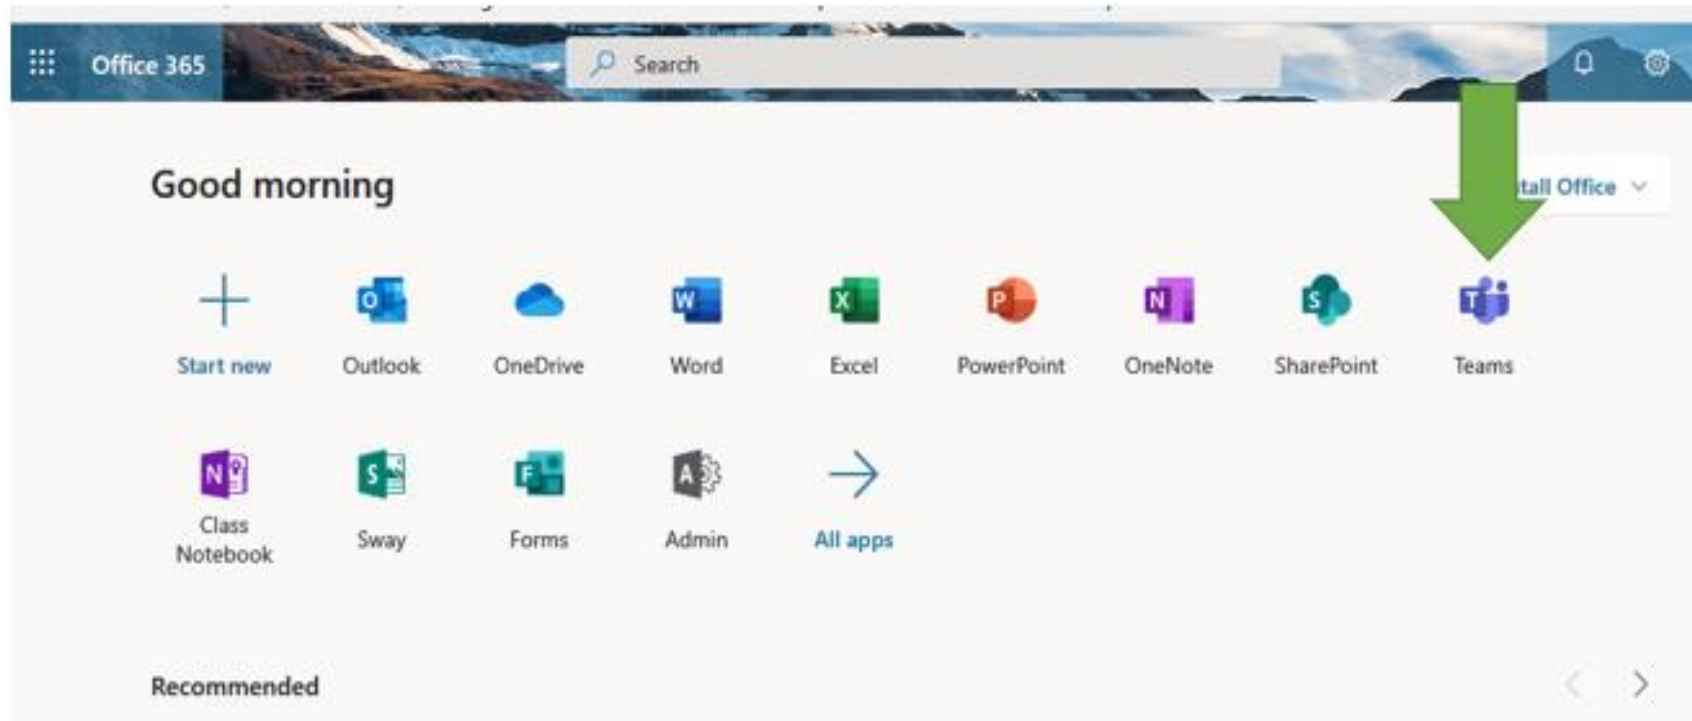 Office 365
Search
Good morning
tall Office
Start new
Outlook
OneDrive
Word
Excel
PowerPoint
OneNote
SharePoint
Teams
Class
Notebook
Sway
Forms
Admin
All apps
Recommended